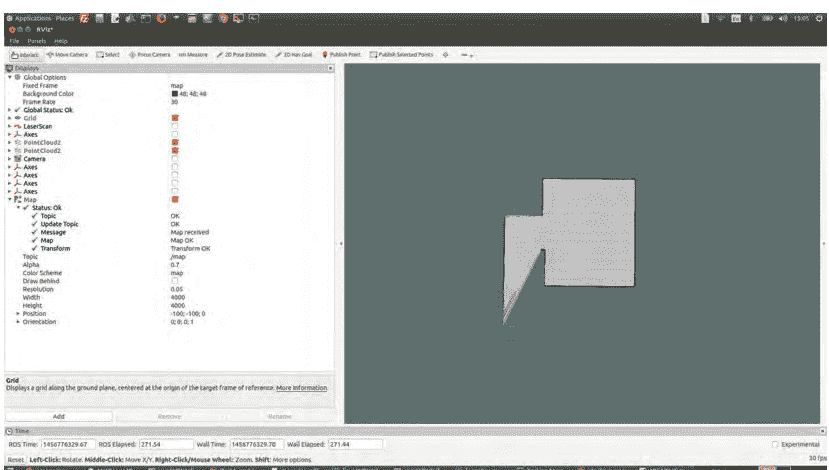 Applications Places
13:05
RViz*
File Panels Help
Interact Move Camera Select Focus Camera Measure 2D Pose Estimate 2D Nav Goal Publish Point Publish Selected Points
Displays
Global Options
Fixed Frame map
Background Color 48; 48; 48
Frame Rate 30
Global Status: Ok
Grid
LaserScan
Axes
PointCloud2
PointCloud2
Camera
Axes
Axes
Axes
Axes
Map
Status: Ok
Topic OK
Update Topic OK
Message Map received
Map Map OK
Transform Transform OK
Topic /map
Alpha 0.7
Color Scheme map
Draw Behind
Resolution 0.05
Width 4000
Height 4000
Position -100; -100; 0
Orientation 0; 0; 0; 1
Grid
Displays a grid along the ground plane, centered at the origin of the target frame of reference. More Information.
Add Remove Rename
Time
ROS Time: 1456776329.67 ROS Elapsed: 271.54 Wall Time: 1456776329.70 Wall Elapsed: 271.44 Experimental
Reset Left-Click: Rotate. Middle-Click: Move X/Y. Right-Click/Mouse Wheel: Zoom. Shift: More options. 30 fps